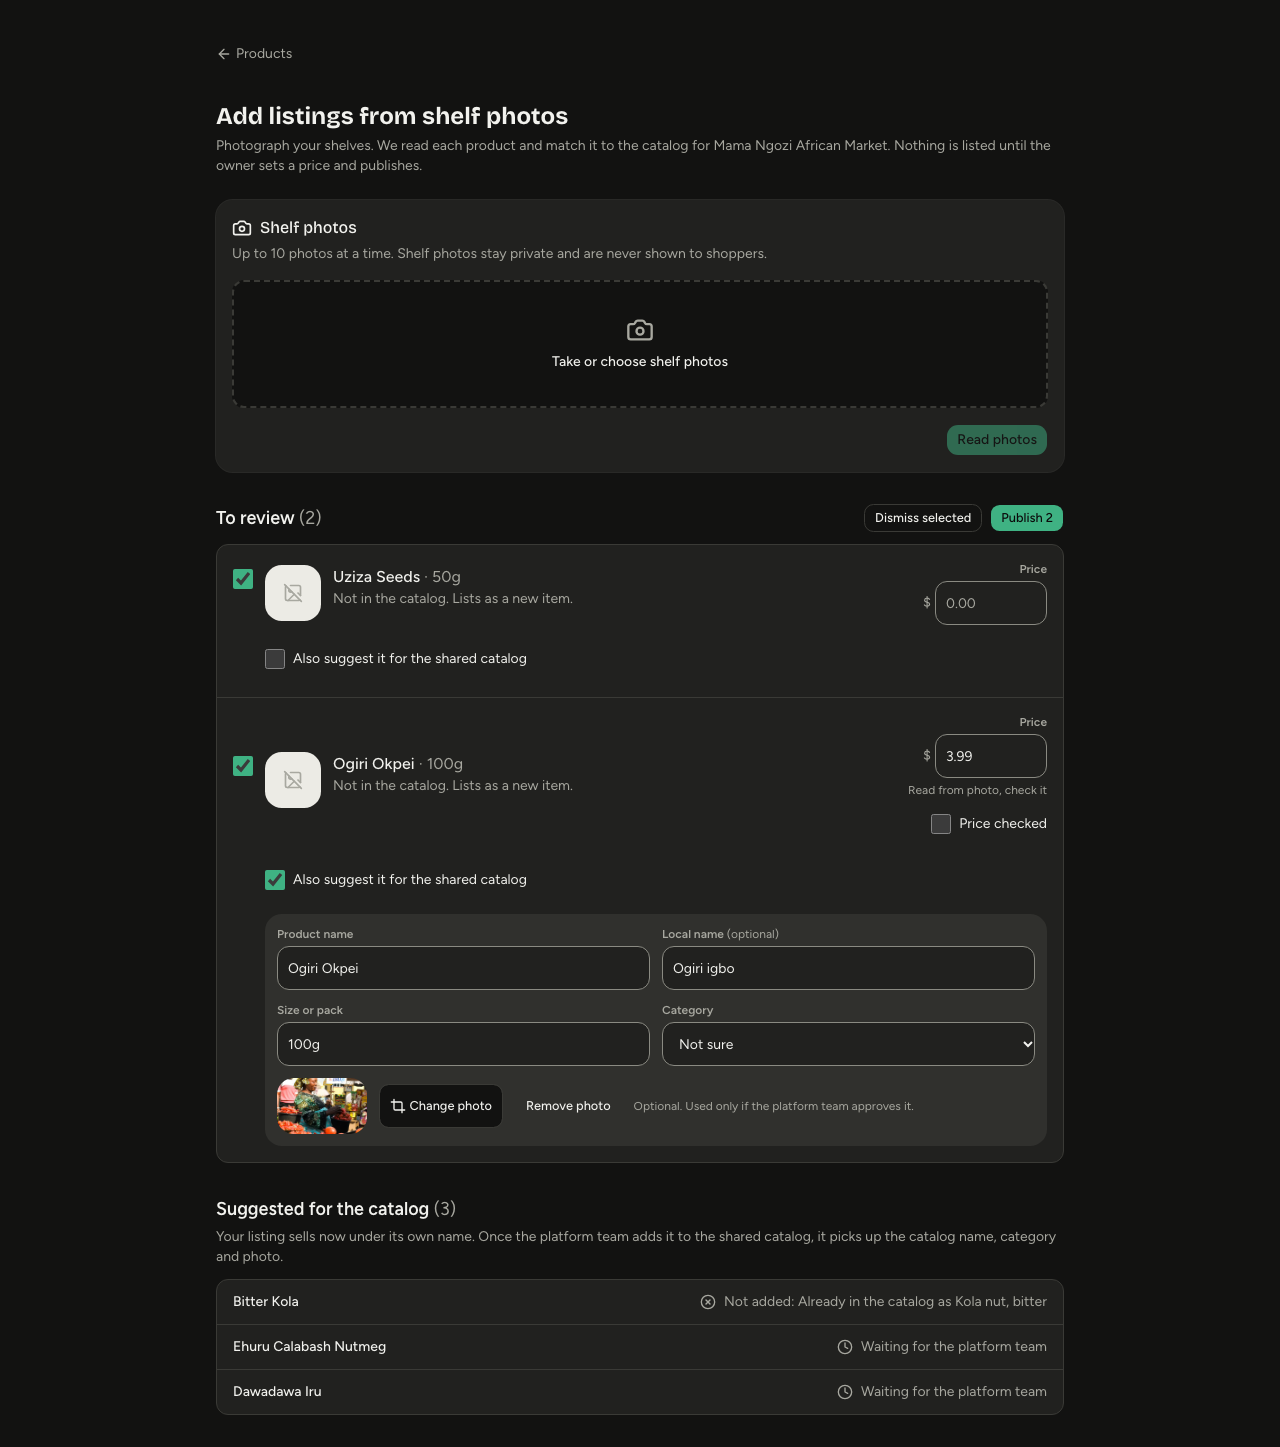 Products
Add listings from shelf photos
Photograph your shelves. We read each product and match it to the catalog for Mama Ngozi African Market. Nothing is listed until the
owner sets a price and publishes.
Shelf photos
Up to 10 photos at a time. Shelf photos stay private and are never shown to shoppers.
Take or choose shelf photos
Read photos
To review (2)
Dismiss selected
Publish 2
Uziza Seeds · 50g
Not in the catalog. Lists as a new item.
Price
$ 0.00
Also suggest it for the shared catalog
Ogiri Okpei · 100g
Not in the catalog. Lists as a new item.
Price
$ 3.99
Read from photo, check it
Price checked
Also suggest it for the shared catalog
Product name
Ogiri Okpei
Local name (optional)
Ogiri igbo
Size or pack
100g
Category
Not sure
Change photo
Remove photo
Optional. Used only if the platform team approves it.
Suggested for the catalog (3)
Your listing sells now under its own name. Once the platform team adds it to the shared catalog, it picks up the catalog name, category
and photo.
Bitter Kola
Not added: Already in the catalog as Kola nut, bitter
Ehuru Calabash Nutmeg
Waiting for the platform team
Dawadawa Iru
Waiting for the platform team